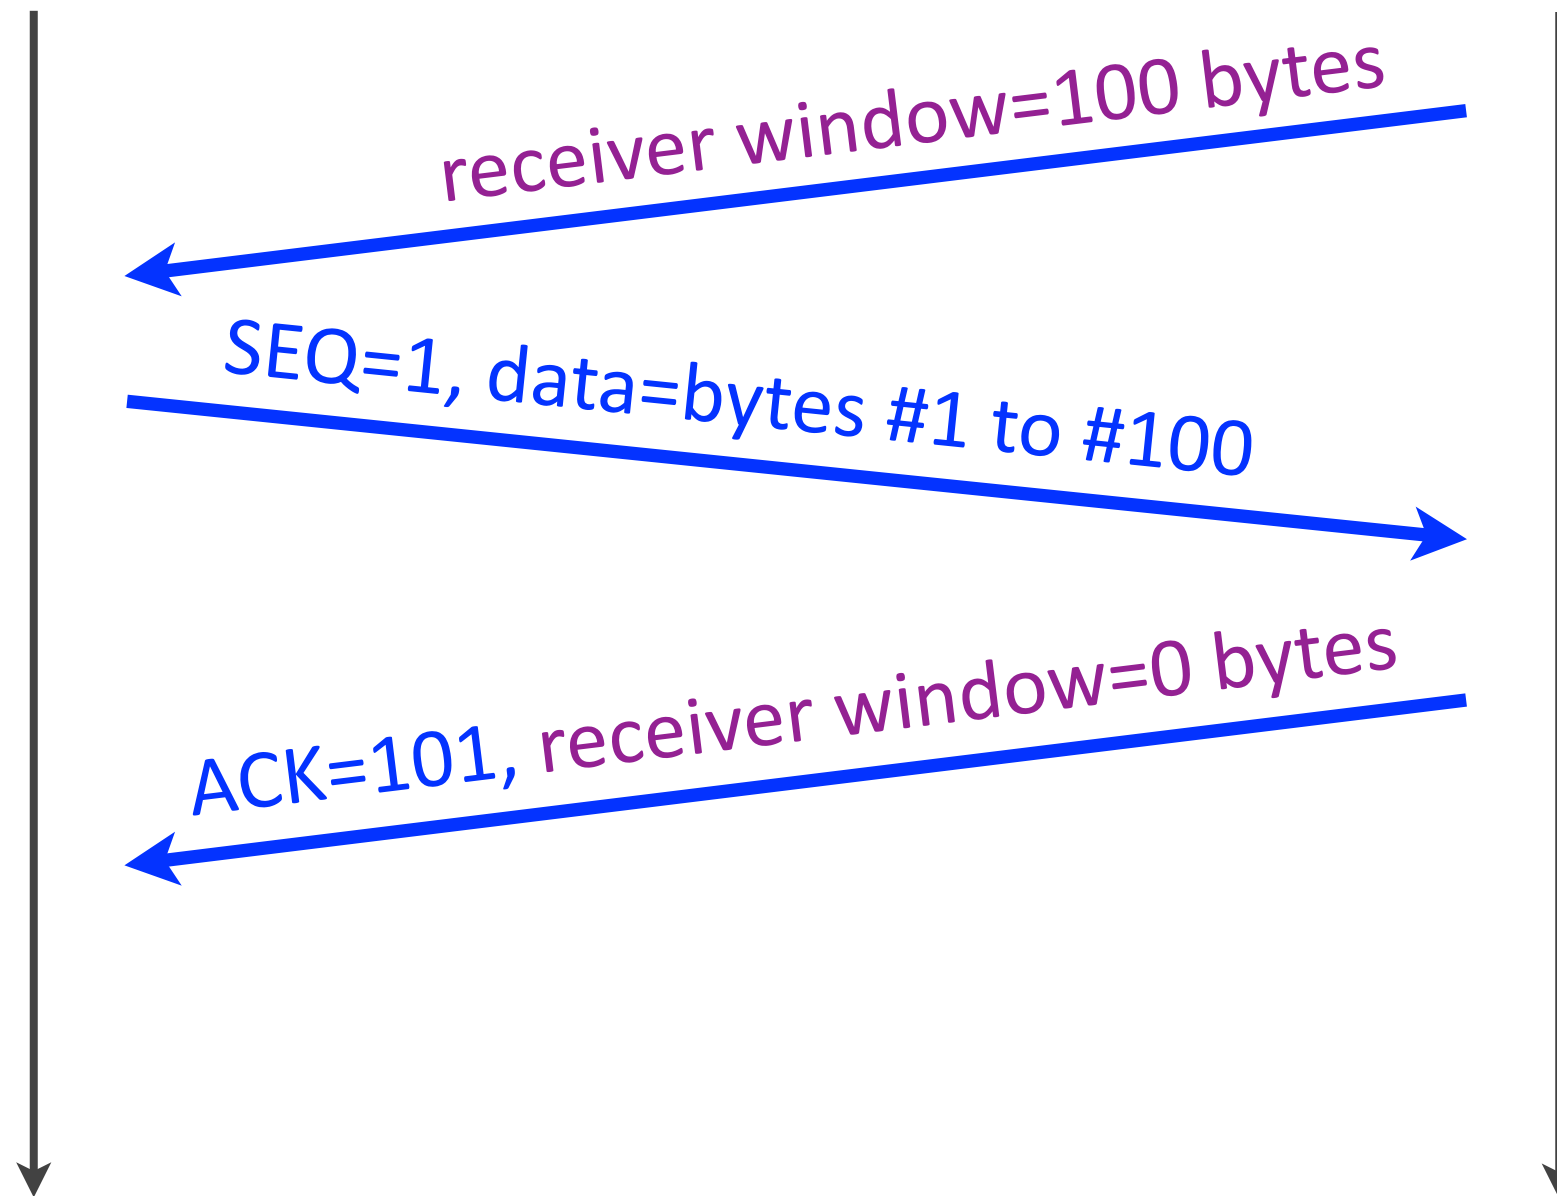 receiver window=100 bytes
SEQ=1, data=bytes #1 to #100
ACK=101, receiver window=0 bytes